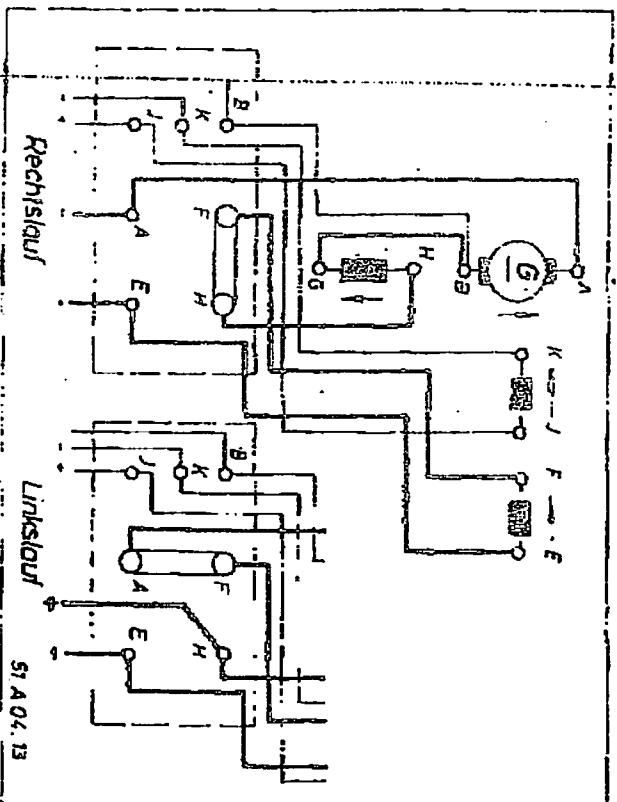 A
K J F E
G
B
H
G
B B
K F H K F H
J A E J A E
Rechtslauf Linkslauf 51 A 04.13